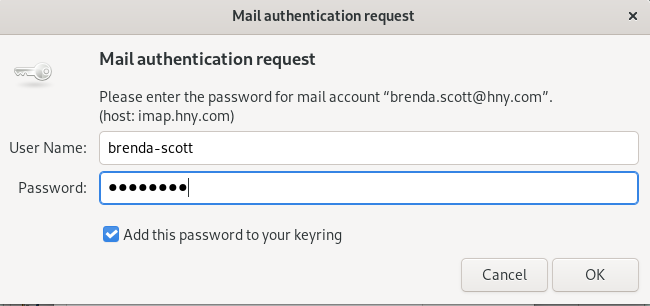 Mail authentication request
Mail authentication request
Please enter the password for mail account “brenda.scott@hny.com”.
(host: imap.hny.com)
User Name: brenda-scott
Password: ●●●●●●●●
Add this password to your keyring
Cancel OK